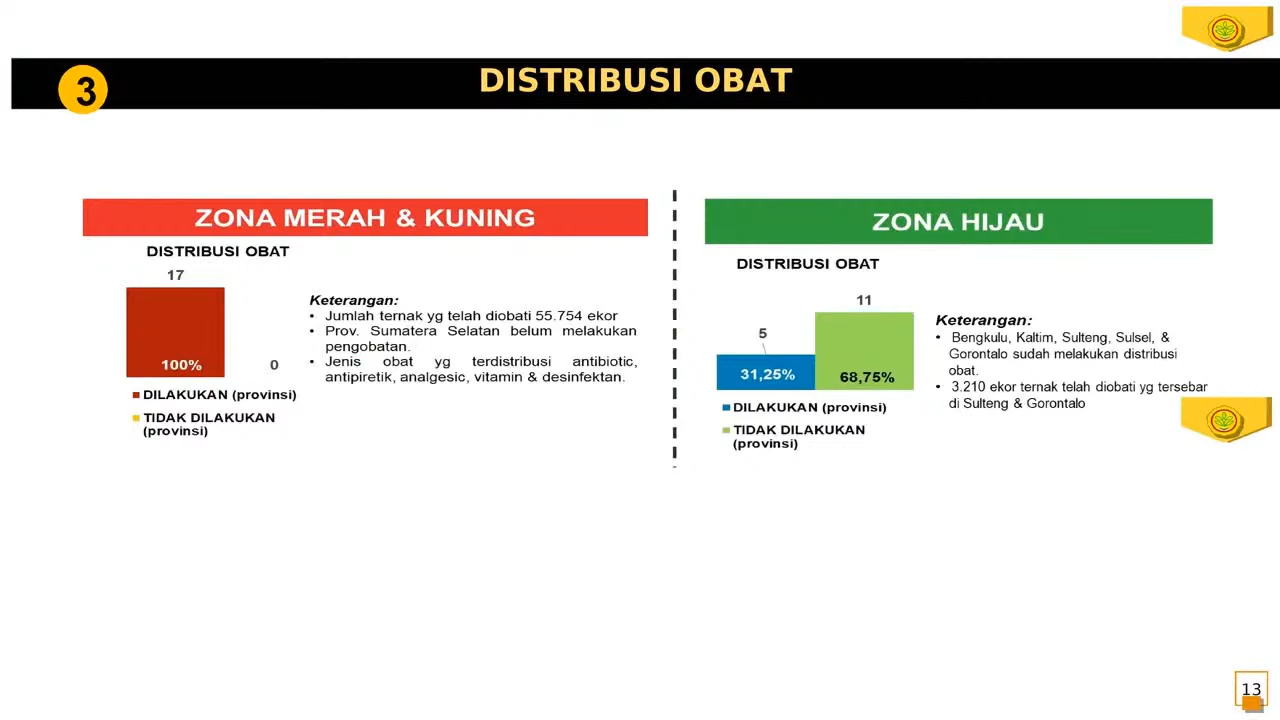 3
DISTRIBUSI OBAT
ZONA MERAH & KUNING
DISTRIBUSI OBAT
17
100%
0
DILAKUKAN (provinsi)
TIDAK DILAKUKAN
(provinsi)
Keterangan:
• Jumlah ternak yg telah diobati 55.754 ekor
• Prov. Sumatera Selatan belum melakukan
pengobatan.
• Jenis obat yg terdistribusi antibiotic,
antipiretik, analgesic, vitamin & desinfektan.
ZONA HIJAU
DISTRIBUSI OBAT
5
11
31,25%
68,75%
DILAKUKAN (provinsi)
TIDAK DILAKUKAN
(provinsi)
Keterangan:
• Bengkulu, Kaltim, Sulteng, Sulsel, &
Gorontalo sudah melakukan distribusi
obat.
• 3.210 ekor ternak telah diobati yg tersebar
di Sulteng & Gorontalo
13